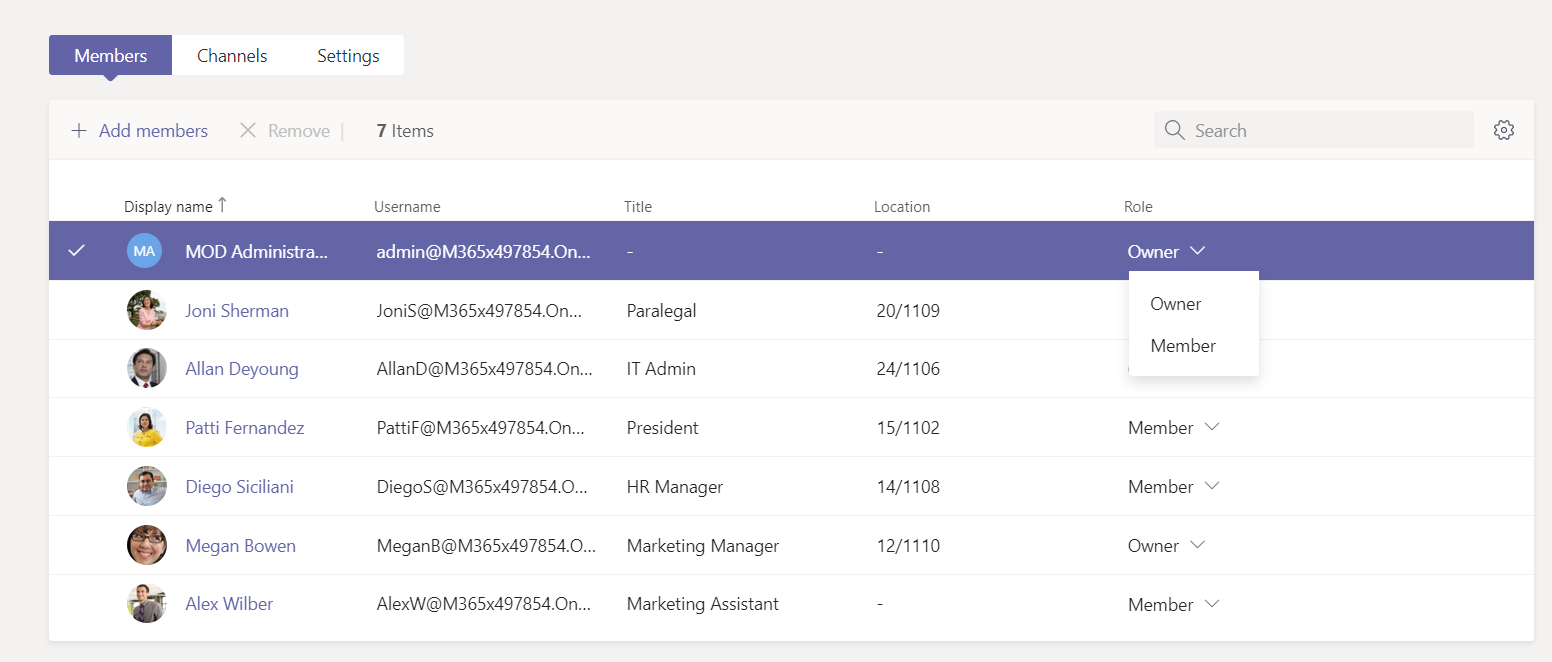 Members Channels Settings
Add members Remove 7 Items Search
Display name Username Title Location Role
MA MOD Administra... admin@M365x497854.On... - - Owner
Joni Sherman JoniS@M365x497854.On... Paralegal 20/1109
Owner
Member
Allan Deyoung AllanD@M365x497854.On... IT Admin 24/1106
Patti Fernandez PattiF@M365x497854.On... President 15/1102 Member
Diego Siciliani DiegoS@M365x497854.O... HR Manager 14/1108 Member
Megan Bowen MeganB@M365x497854.O... Marketing Manager 12/1110 Owner
Alex Wilber AlexW@M365x497854.On... Marketing Assistant - Member